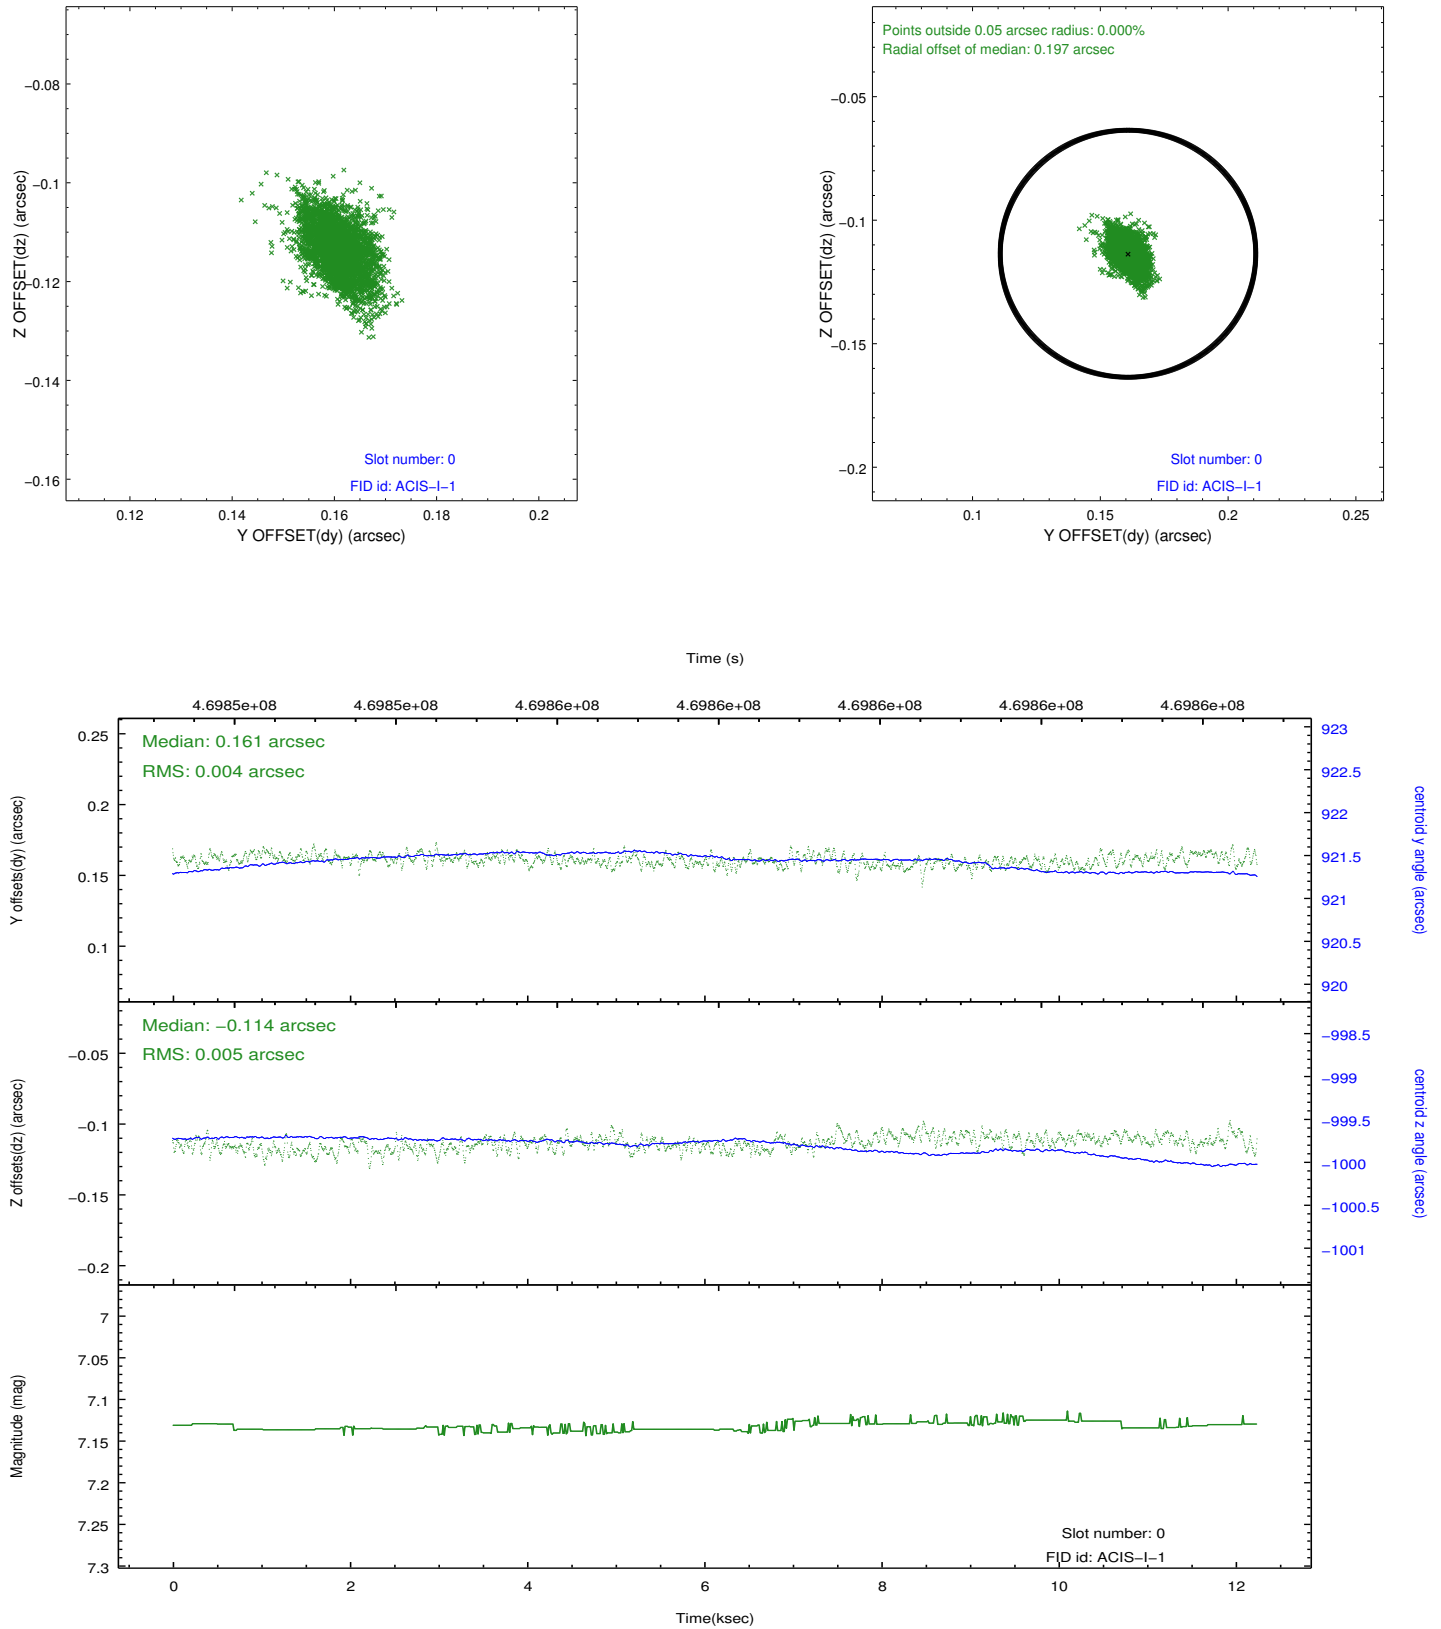 −0.08
−0.1
−0.12
−0.14
−0.16
Z OFFSET(dz) (arcsec)
Slot number: 0
FID id: ACIS−I−1
0.12 0.14 0.16 0.18 0.2
Y OFFSET(dy) (arcsec)
Points outside 0.05 arcsec radius: 0.000%
Radial offset of median: 0.197 arcsec
−0.05
−0.1
−0.15
−0.2
Z OFFSET(dz) (arcsec)
Slot number: 0
FID id: ACIS−I−1
0.1 0.15 0.2 0.25
Y OFFSET(dy) (arcsec)
Time (s)
4.6985e+08 4.6985e+08 4.6986e+08 4.6986e+08 4.6986e+08 4.6986e+08 4.6986e+08
Median: 0.161 arcsec
RMS: 0.004 arcsec
0.25
0.2
0.15
0.1
Y offsets(dy) (arcsec)
923
922.5
922
921.5
921
920.5
920
centroid y angle (arcsec)
Median: −0.114 arcsec
RMS: 0.005 arcsec
−0.05
−0.1
−0.15
−0.2
Z offsets(dz) (arcsec)
−998.5
−999
−999.5
−1000
−1000.5
−1001
centroid z angle (arcsec)
7
7.05
7.1
7.15
7.2
7.25
7.3
Magnitude (mag)
Slot number: 0
FID id: ACIS−I−1
0 2 4 6 8 10 12
Time(ksec)